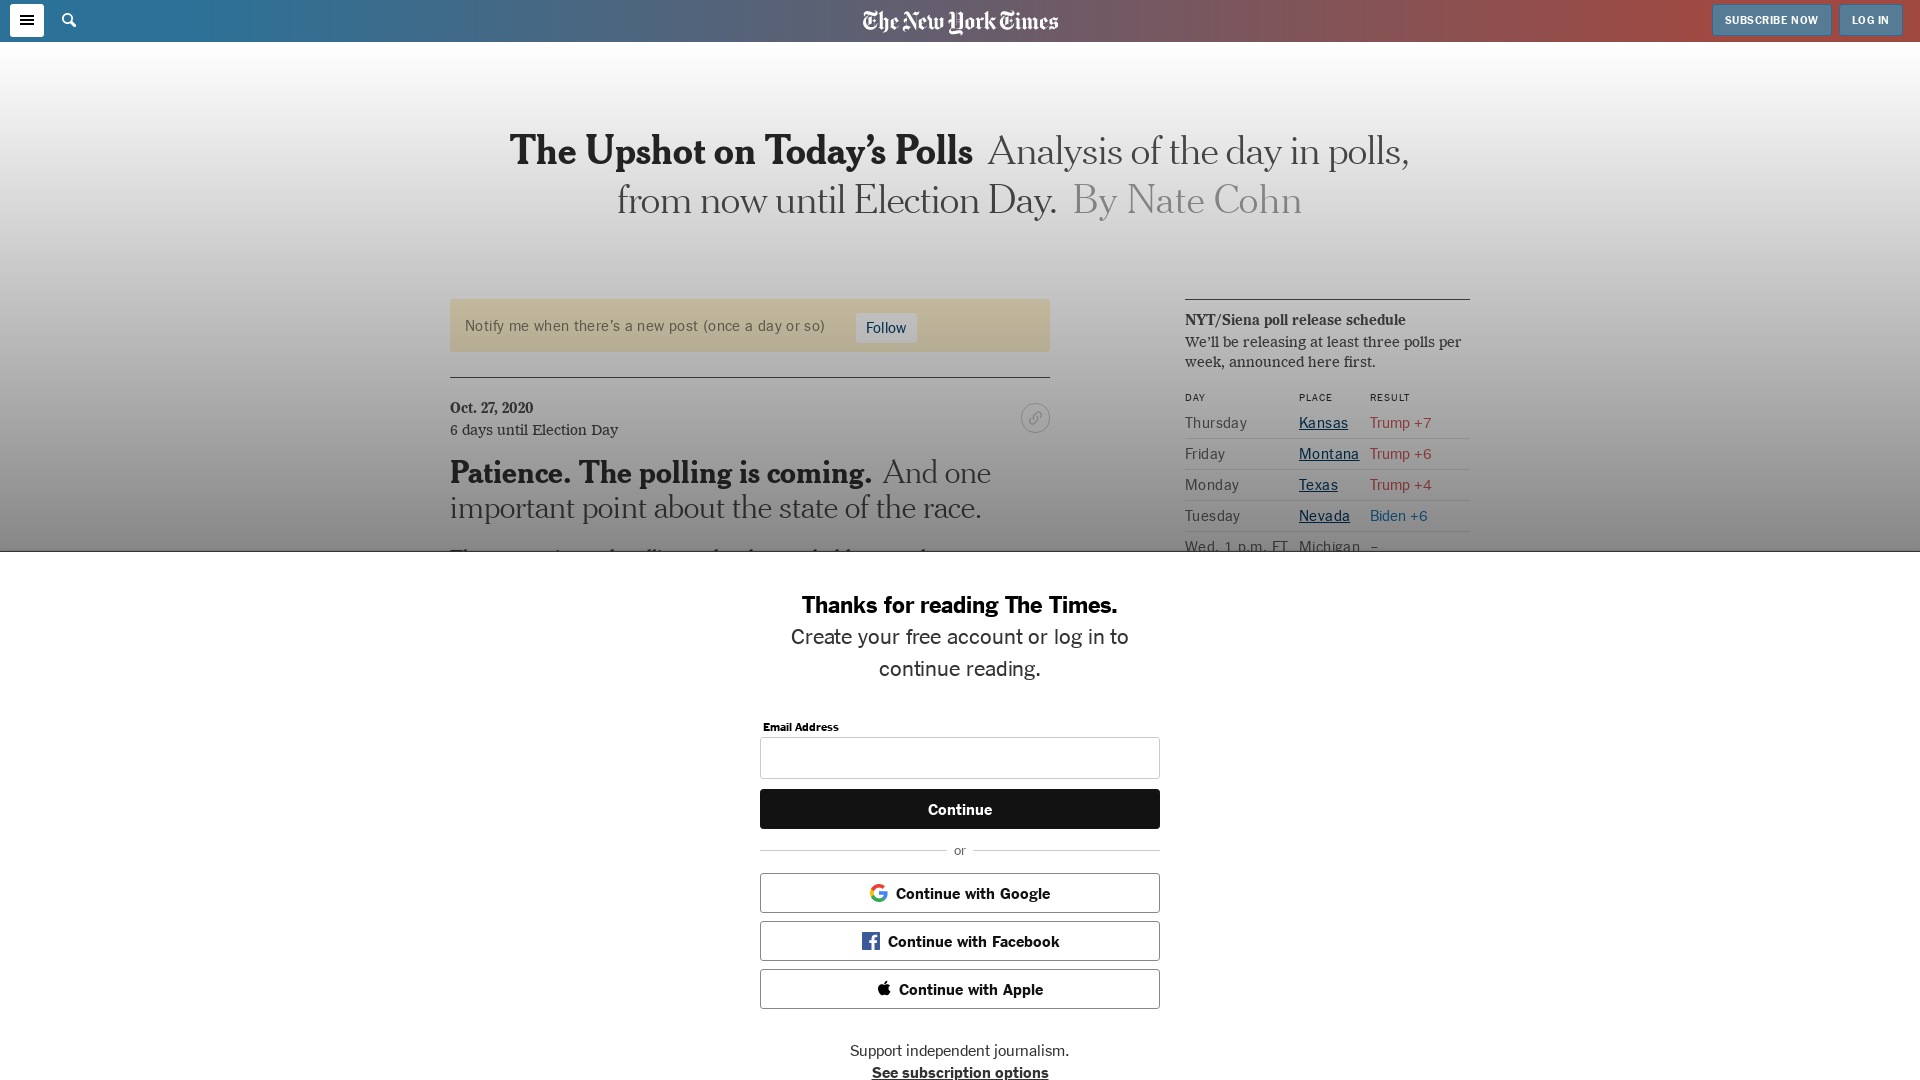 The New York Times
SUBSCRIBE NOW
LOG IN
The Upshot on Today’s Polls Analysis of the day in polls,
from now until Election Day. By Nate Cohn
Notify me when there’s a new post (once a day or so)
Follow
Oct. 27, 2020
6 days until Election Day
Patience. The polling is coming. And one
important point about the state of the race.
NYT/Siena poll release schedule
We’ll be releasing at least three polls per
week, announced here first.
DAY PLACE RESULT
Thursday Kansas Trump +7
Friday Montana Trump +6
Monday Texas Trump +4
Tuesday Nevada Biden +6
Wed. 1 p.m. ET Michigan –
Thanks for reading The Times.
Create your free account or log in to
continue reading.
Email Address
Continue
or
Continue with Google
Continue with Facebook
Continue with Apple
Support independent journalism.
See subscription options